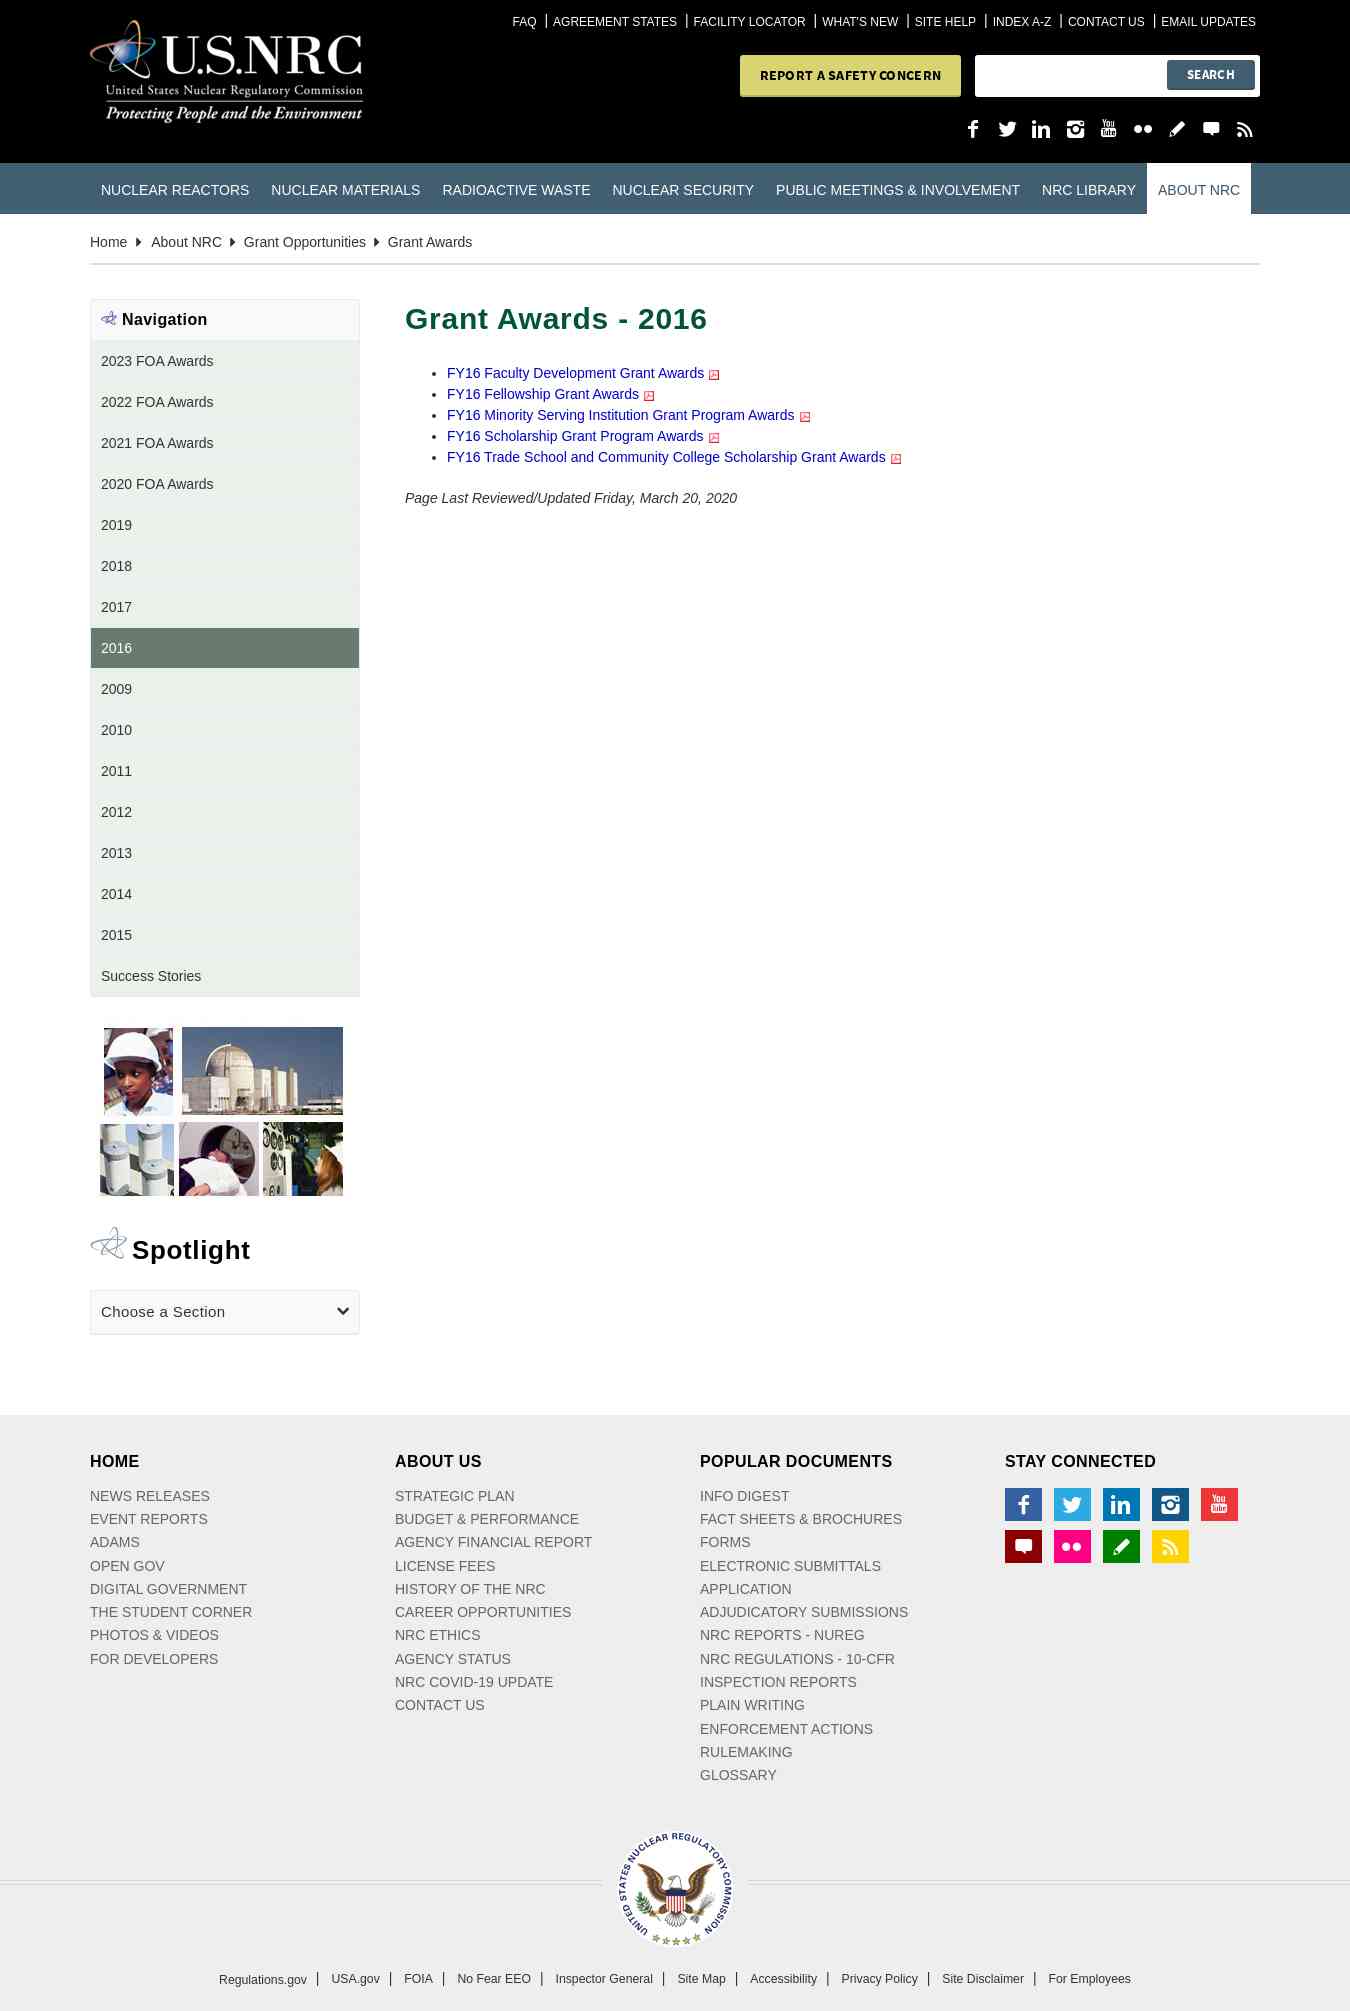 FAQ | AGREEMENT STATES | FACILITY LOCATOR | WHAT'S NEW | SITE HELP | INDEX A-Z | CONTACT US | EMAIL UPDATES
U.S.NRC
United States Nuclear Regulatory Commission
Protecting People and the Environment
REPORT A SAFETY CONCERN
SEARCH
You
Tube
NUCLEAR REACTORS NUCLEAR MATERIALS RADIOACTIVE WASTE NUCLEAR SECURITY PUBLIC MEETINGS & INVOLVEMENT NRC LIBRARY ABOUT NRC
Home About NRC Grant Opportunities Grant Awards
Navigation
2023 FOA Awards
2022 FOA Awards
2021 FOA Awards
2020 FOA Awards
2019
2018
2017
2016
2009
2010
2011
2012
2013
2014
2015
Success Stories
Grant Awards - 2016
• FY16 Faculty Development Grant Awards
• FY16 Fellowship Grant Awards
• FY16 Minority Serving Institution Grant Program Awards
• FY16 Scholarship Grant Program Awards
• FY16 Trade School and Community College Scholarship Grant Awards
Page Last Reviewed/Updated Friday, March 20, 2020
Spotlight
Choose a Section
HOME
NEWS RELEASES
EVENT REPORTS
ADAMS
OPEN GOV
DIGITAL GOVERNMENT
THE STUDENT CORNER
PHOTOS & VIDEOS
FOR DEVELOPERS
ABOUT US
STRATEGIC PLAN
BUDGET & PERFORMANCE
AGENCY FINANCIAL REPORT
LICENSE FEES
HISTORY OF THE NRC
CAREER OPPORTUNITIES
NRC ETHICS
AGENCY STATUS
NRC COVID-19 UPDATE
CONTACT US
POPULAR DOCUMENTS
INFO DIGEST
FACT SHEETS & BROCHURES
FORMS
ELECTRONIC SUBMITTALS
APPLICATION
ADJUDICATORY SUBMISSIONS
NRC REPORTS - NUREG
NRC REGULATIONS - 10-CFR
INSPECTION REPORTS
PLAIN WRITING
ENFORCEMENT ACTIONS
RULEMAKING
GLOSSARY
STAY CONNECTED
You
Tube
UNITED STATES NUCLEAR REGULATORY COMMISSION
Regulations.gov | USA.gov | FOIA | No Fear EEO | Inspector General | Site Map | Accessibility | Privacy Policy | Site Disclaimer | For Employees